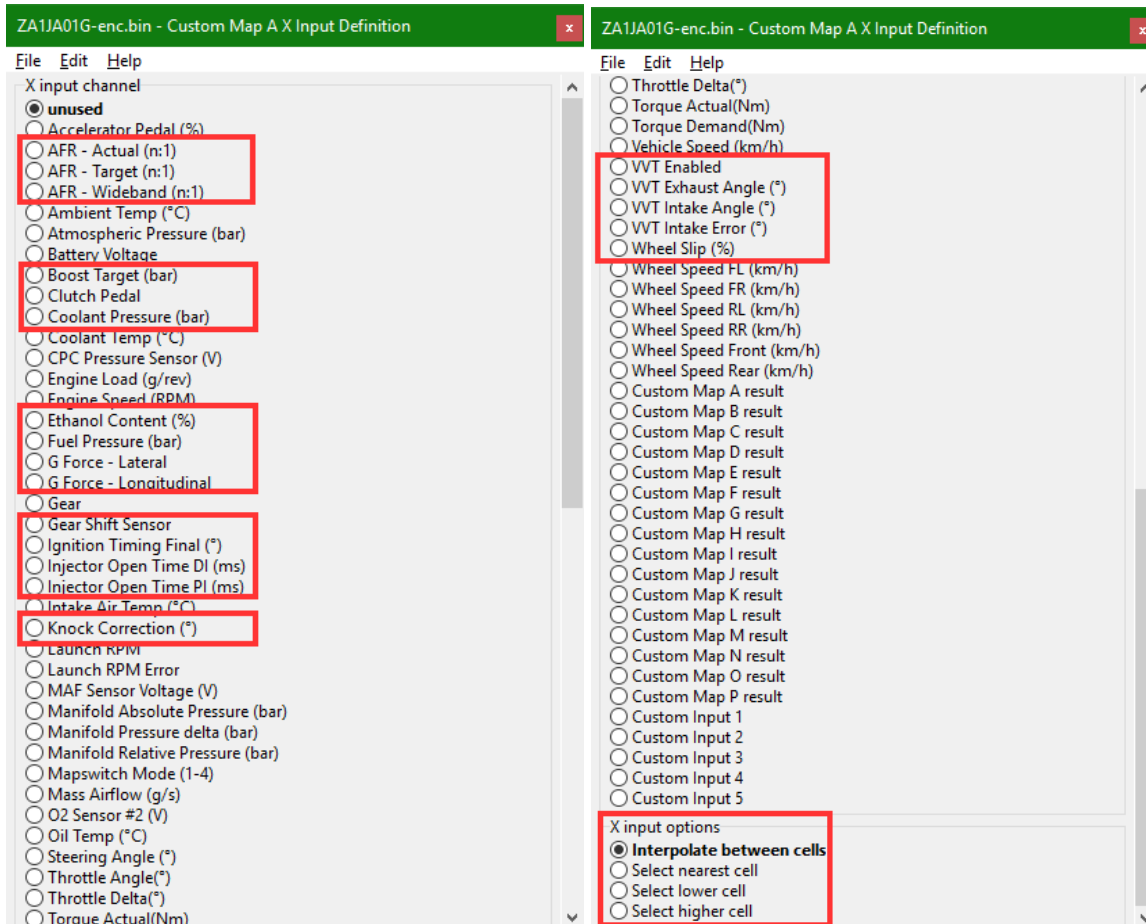 ZA1JA01G-enc.bin - Custom Map A X Input Definition
x
File Edit Help
X input channel
unused
Accelerator Pedal (%)
AFR - Actual (n:1)
AFR - Target (n:1)
AFR - Wideband (n:1)
Ambient Temp (°C)
Atmospheric Pressure (bar)
Battery Voltage
Boost Target (bar)
Clutch Pedal
Coolant Pressure (bar)
Coolant Temp (°C)
CPC Pressure Sensor (V)
Engine Load (g/rev)
Engine Speed (RPM)
Ethanol Content (%)
Fuel Pressure (bar)
G Force - Lateral
G Force - Longitudinal
Gear
Gear Shift Sensor
Ignition Timing Final (°)
Injector Open Time DI (ms)
Injector Open Time PI (ms)
Intake Air Temp (°C)
Knock Correction (°)
Launch RPM
Launch RPM Error
MAF Sensor Voltage (V)
Manifold Absolute Pressure (bar)
Manifold Pressure delta (bar)
Manifold Relative Pressure (bar)
Mapswitch Mode (1-4)
Mass Airflow (g/s)
O2 Sensor #2 (V)
Oil Temp (°C)
Steering Angle (°)
Throttle Angle(°)
Throttle Delta(°)
Torque Actual(Nm)
ZA1JA01G-enc.bin - Custom Map A X Input Definition
x
File Edit Help
Throttle Delta(°)
Torque Actual(Nm)
Torque Demand(Nm)
Vehicle Speed (km/h)
VVT Enabled
VVT Exhaust Angle (°)
VVT Intake Angle (°)
VVT Intake Error (°)
Wheel Slip (%)
Wheel Speed FL (km/h)
Wheel Speed FR (km/h)
Wheel Speed RL (km/h)
Wheel Speed RR (km/h)
Wheel Speed Front (km/h)
Wheel Speed Rear (km/h)
Custom Map A result
Custom Map B result
Custom Map C result
Custom Map D result
Custom Map E result
Custom Map F result
Custom Map G result
Custom Map H result
Custom Map I result
Custom Map J result
Custom Map K result
Custom Map L result
Custom Map M result
Custom Map N result
Custom Map O result
Custom Map P result
Custom Input 1
Custom Input 2
Custom Input 3
Custom Input 4
Custom Input 5
X input options
Interpolate between cells
Select nearest cell
Select lower cell
Select higher cell